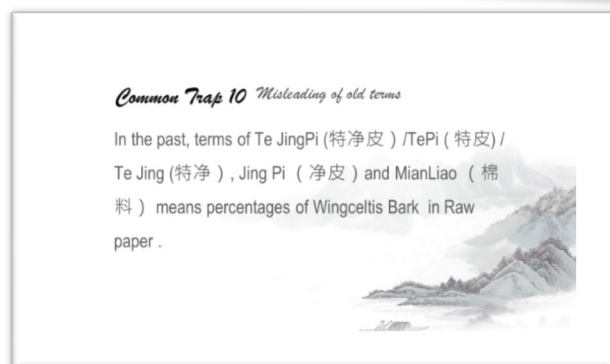 Common Trap 10 Misleading of old terms
In the past, terms of Te JingPi (特净皮 ) /TePi ( 特皮) /
Te Jing (特净 ) , Jing Pi （ 净皮 ) and MianLiao （ 棉
料 ） means percentages of Wingceltis Bark in Raw
paper .